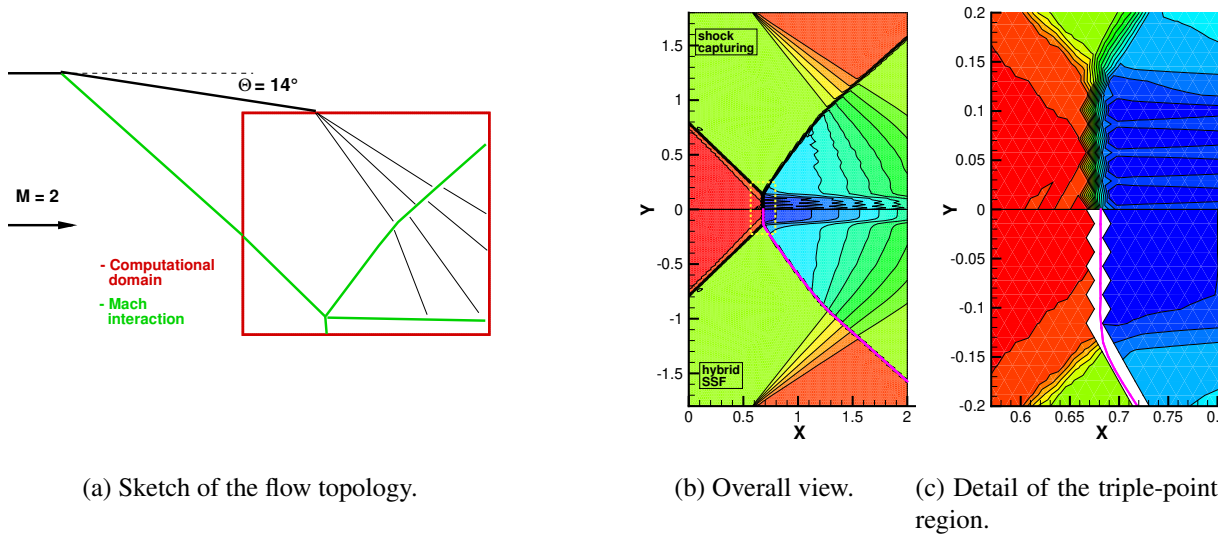 Θ = 14°
M = 2
- Computational
domain
- Mach
interaction
(a) Sketch of the flow topology.
shock
capturing
hybrid
SSF
Y
1.5
1
0.5
0
-0.5
-1
-1.5
0
0.5
1
1.5
2
X
(b) Overall view.
Y
0.2
0.15
0.1
0.05
0
-0.05
-0.1
-0.15
-0.2
0.6
0.65
0.7
0.75
X
(c) Detail of the triple-point
region.